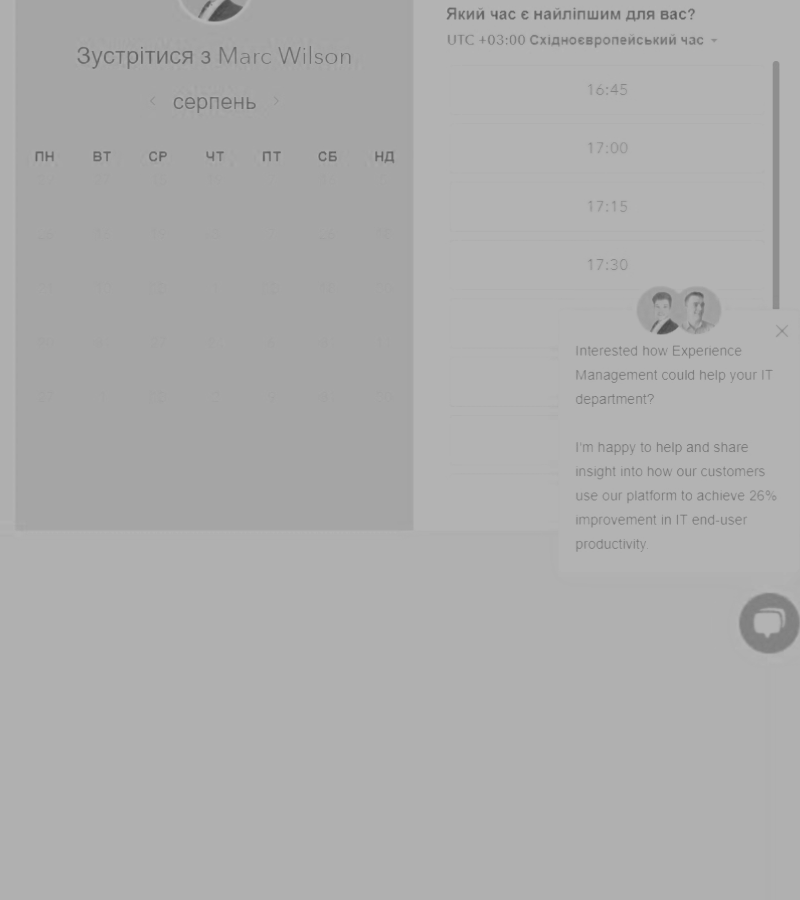 Зустрітися з Marc Wilson
серпень
ПН ВТ СР ЧТ ПТ СБ НД
Який час є найліпшим для вас?
UTC +03:00 Східноєвропейський час
16:45
17:00
17:15
17:30
Interested how Experience
Management could help your IT
department?
I'm happy to help and share
insight into how our customers
use our platform to achieve 26%
improvement in IT end-user
productivity.